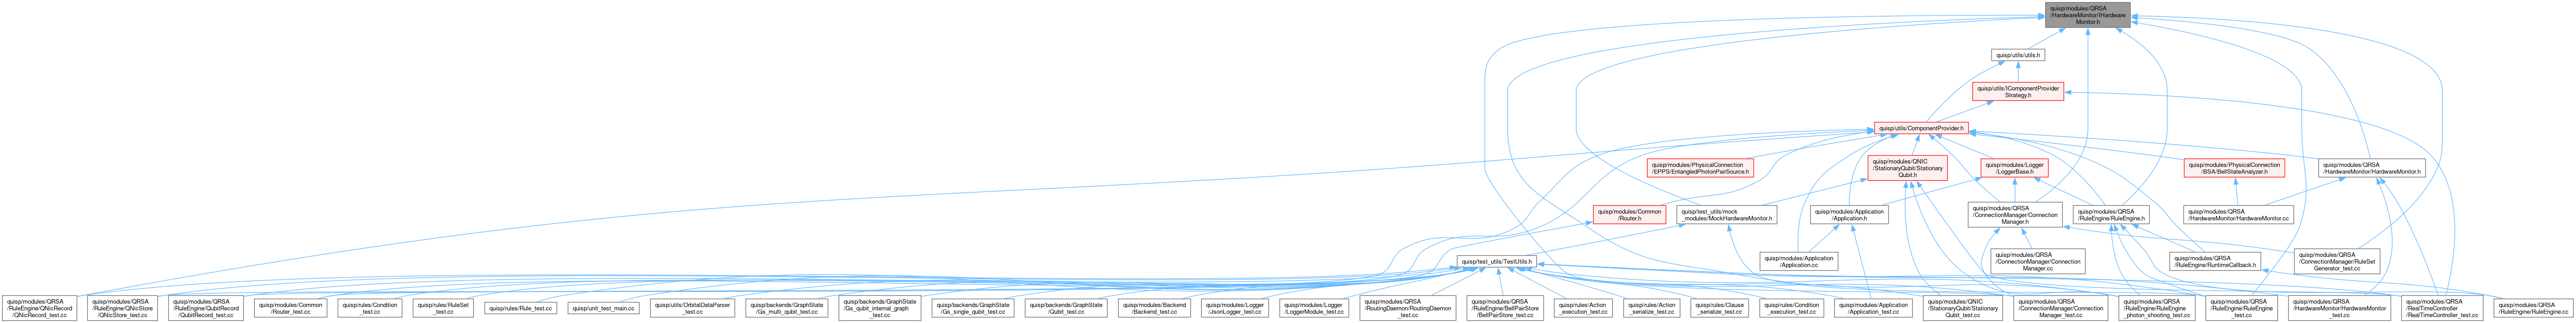 quisp/modules/QRSA
/HardwareMonitor/IHardware
Monitor.h
quisp/utils/utils.h
quisp/utils/IComponentProvider
Strategy.h
quisp/utils/ComponentProvider.h
quisp/modules/PhysicalConnection
/EPPS/EntangledPhotonPairSource.h
quisp/modules/QNIC
/StationaryQubit/Stationary
Qubit.h
quisp/modules/Logger
/LoggerBase.h
quisp/modules/PhysicalConnection
/BSA/BellStateAnalyzer.h
quisp/modules/QRSA
/HardwareMonitor/HardwareMonitor.h
quisp/modules/Common
/Router.h
quisp/test_utils/mock
_modules/MockHardwareMonitor.h
quisp/modules/Application
/Application.h
quisp/modules/QRSA
/ConnectionManager/Connection
Manager.h
quisp/modules/QRSA
/RuleEngine/RuleEngine.h
quisp/modules/QRSA
/HardwareMonitor/HardwareMonitor.cc
quisp/test_utils/TestUtils.h
quisp/modules/Application
/Application.cc
quisp/modules/QRSA
/ConnectionManager/Connection
Manager.cc
quisp/modules/QRSA
/RuleEngine/RuntimeCallback.h
quisp/modules/QRSA
/ConnectionManager/RuleSet
Generator_test.cc
quisp/modules/QRSA
/RuleEngine/QNicRecord
/QNicRecord_test.cc
quisp/modules/QRSA
/RuleEngine/QNicStore
/QNicStore_test.cc
quisp/modules/QRSA
/RuleEngine/QubitRecord
/QubitRecord_test.cc
quisp/modules/Common
/Router_test.cc
quisp/rules/Condition
_test.cc
quisp/rules/RuleSet
_test.cc
quisp/rules/Rule_test.cc
quisp/unit_test_main.cc
quisp/utils/OrbitalDataParser
_test.cc
quisp/backends/GraphState
/Gs_multi_qubit_test.cc
quisp/backends/GraphState
/Gs_qubit_internal_graph
_test.cc
quisp/backends/GraphState
/Gs_single_qubit_test.cc
quisp/backends/GraphState
/Qubit_test.cc
quisp/modules/Backend
/Backend_test.cc
quisp/modules/Logger
/JsonLogger_test.cc
quisp/modules/Logger
/LoggerModule_test.cc
quisp/modules/QRSA
/RoutingDaemon/RoutingDaemon
_test.cc
quisp/modules/QRSA
/RuleEngine/BellPairStore
/BellPairStore_test.cc
quisp/rules/Action
_execution_test.cc
quisp/rules/Action
_serialize_test.cc
quisp/rules/Clause
_serialize_test.cc
quisp/rules/Condition
_execution_test.cc
quisp/modules/Application
/Application_test.cc
quisp/modules/QNIC
/StationaryQubit/Stationary
Qubit_test.cc
quisp/modules/QRSA
/ConnectionManager/Connection
Manager_test.cc
quisp/modules/QRSA
/RuleEngine/RuleEngine
_photon_shooting_test.cc
quisp/modules/QRSA
/RuleEngine/RuleEngine
_test.cc
quisp/modules/QRSA
/HardwareMonitor/HardwareMonitor
_test.cc
quisp/modules/QRSA
/RealTimeController
/RealTimeController_test.cc
quisp/modules/QRSA
/RuleEngine/RuleEngine.cc